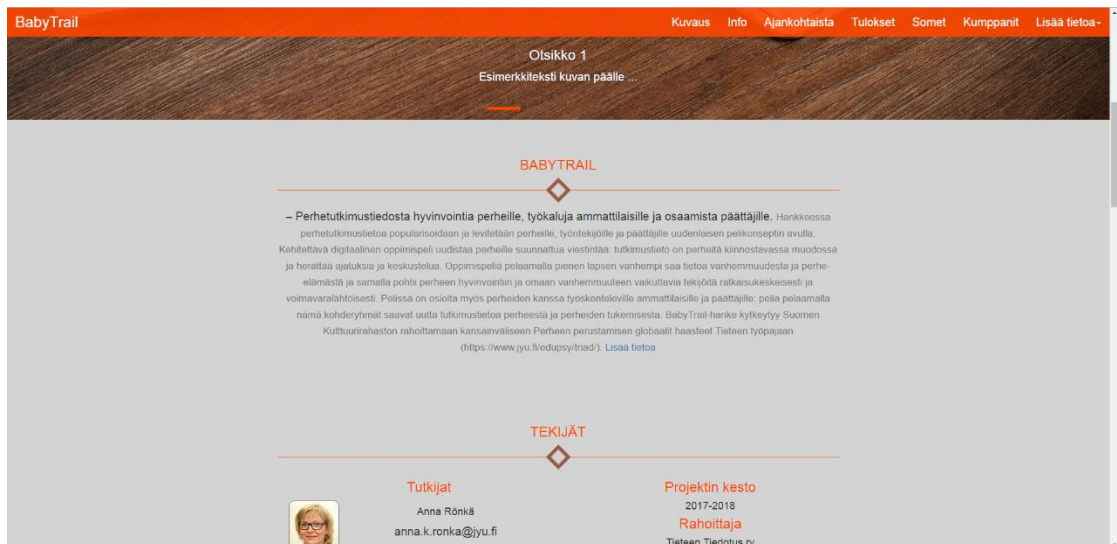 BabyTrail Kuvaus Info Ajankohtaista Tulokset Somet Kumppanit Lisää tietoa
Otsikko 1
Esimerkkiteksti kuvan päälle ...
BABYTRAIL
– Perhetutkimustiedosta hyvinvointia perheille, työkaluja ammattilaisille ja osaamista päättäjille. Hankkeessa
perhetutkimustietoa popularisoidaan ja levitetään perheille, työntekijöille ja päättäjille uudenlaisen pelikonseptin avulla.
Kehitettävä digitaalinen oppimispeli uudistaa perheille suunnattua viestintää: tutkimustieto on perheitä kiinnostavassa muodossa
ja herättää ajatuksia ja keskustelua. Oppimispeliä pelaamalla pienen lapsen vanhempi saa tietoa vanhemmuudesta ja perhe-
elämästä ja samalla pohtii perheen hyvinvointiin ja omaan vanhemmuuteen vaikuttavia tekijöitä ratkaisukeskeisesti ja
voimavaralähtöisesti. Pelissä on osioita myös perheiden kanssa työskenteleville ammattilaisille ja päättäjille: peliä pelaamalla
nämä kohderyhmät saavat uutta tutkimustietoa perheestä ja perheiden tukemisesta. BabyTrail-hanke kytkeytyy Suomen
Kulttuurirahaston rahoittamaan kansainväliseen Perheen perustamisen globaalit haasteet Tieteen työpajaan
(https://www.jyu.fi/edupsy/triad/). Lisää tietoa
TEKIJÄT
Tutkijat
Anna Rönkä
anna.k.ronka@jyu.fi
Projektin kesto
2017-2018
Rahoittaja
Tieteen Tiedotus ry